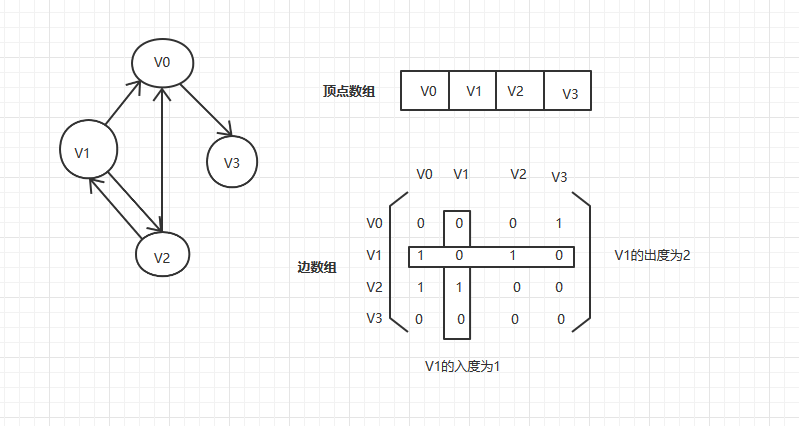 V0
V1
V2
V3
顶点数组
V0 V1 V2 V3
边数组
V0 V1 V2 V3
V0 0 0 0 1
V1 1 0 1 0
V2 1 1 0 0
V3 0 0 0 0
V1的出度为2
V1的入度为1